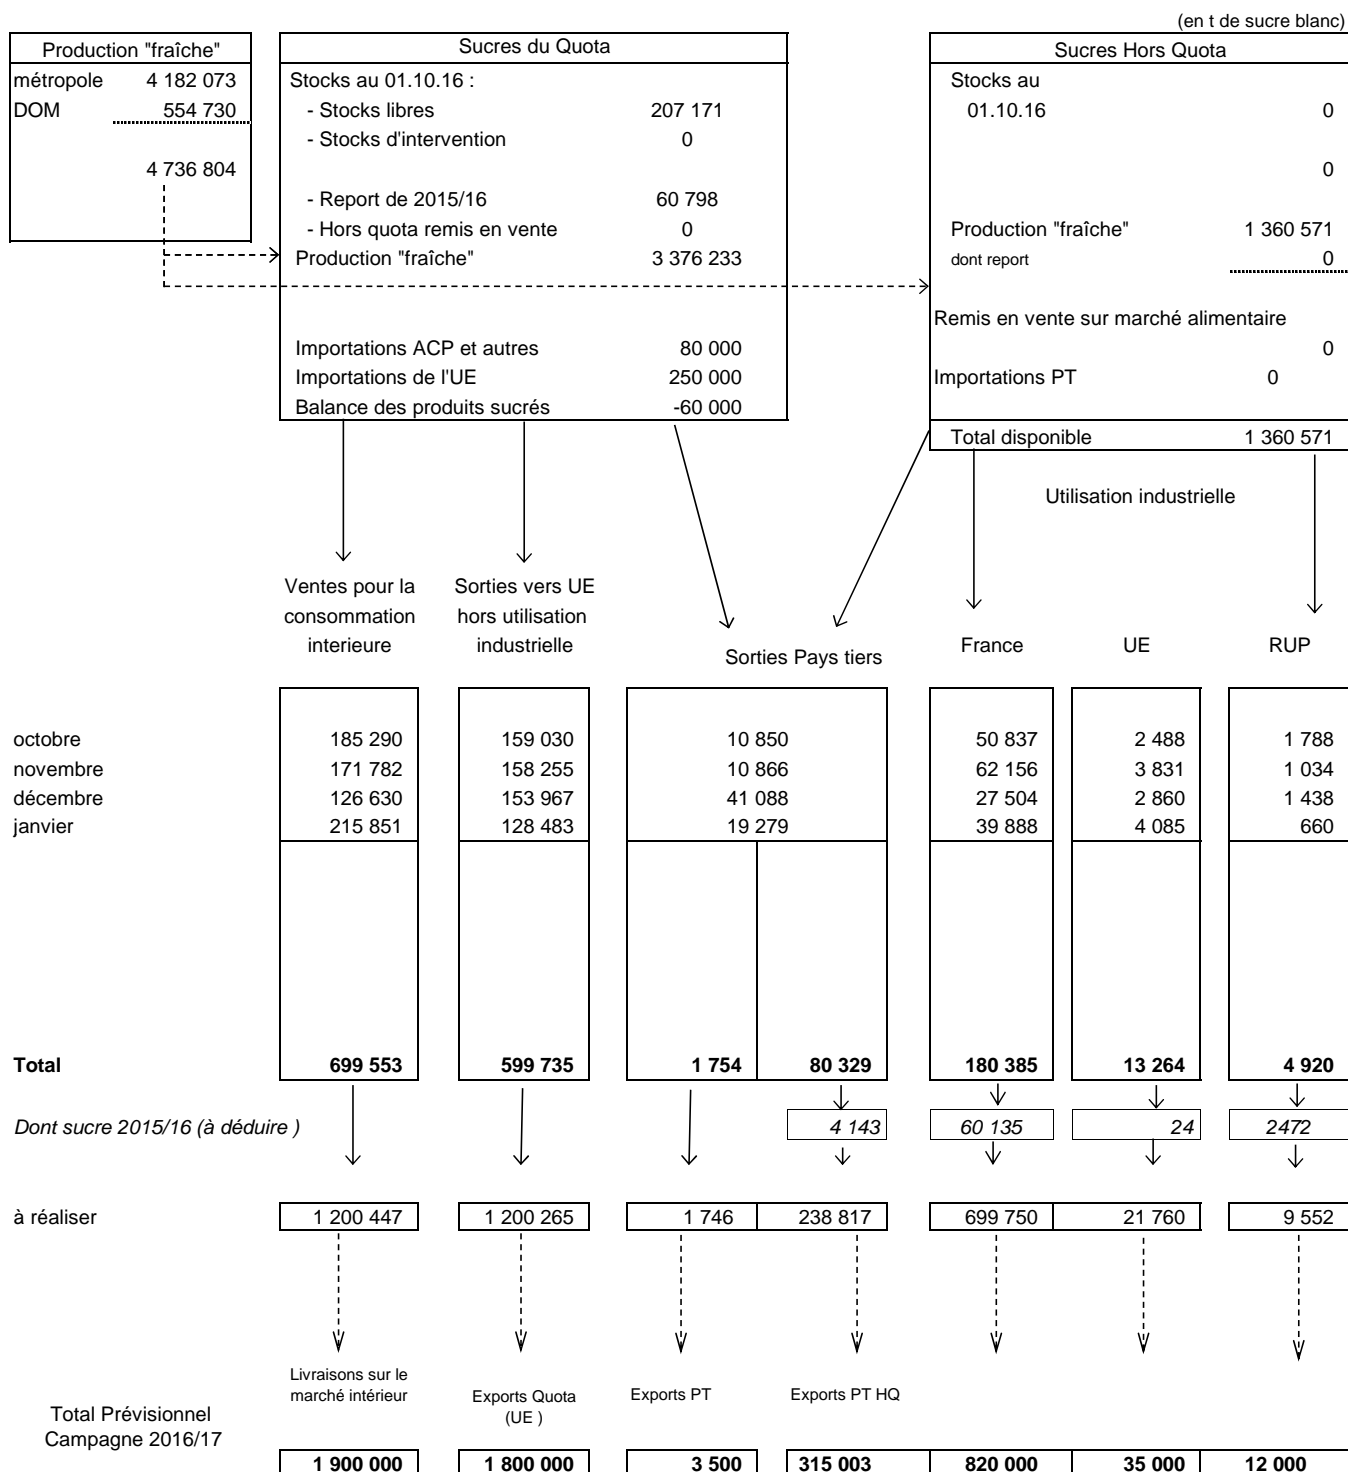 (en t de sucre blanc)
Production "fraîche"
métropole 4 182 073
DOM 554 730
4 736 804
Sucres du Quota
Stocks au 01.10.16 :
- Stocks libres 207 171
- Stocks d'intervention 0
- Report de 2015/16 60 798
- Hors quota remis en vente 0
Production "fraîche" 3 376 233
Importations ACP et autres 80 000
Importations de l'UE 250 000
Balance des produits sucrés -60 000
Sucres Hors Quota
Stocks au
01.10.16 0
0
Production "fraîche" 1 360 571
dont report 0
Remis en vente sur marché alimentaire
0
Importations PT 0
Total disponible 1 360 571
Utilisation industrielle
Ventes pour la
consommation
interieure
Sorties vers UE
hors utilisation
industrielle
Sorties Pays tiers
France UE RUP
octobre 185 290 159 030 10 850 50 837 2 488 1 788
novembre 171 782 158 255 10 866 62 156 3 831 1 034
décembre 126 630 153 967 41 088 27 504 2 860 1 438
janvier 215 851 128 483 19 279 39 888 4 085 660
Total 699 553 599 735 1 754 80 329 180 385 13 264 4 920
Dont sucre 2015/16 (à déduire ) 4 143 60 135 24 2472
à réaliser 1 200 447 1 200 265 1 746 238 817 699 750 21 760 9 552
Livraisons sur le
marché intérieur
Exports Quota
(UE )
Exports PT
Exports PT HQ
Total Prévisionnel
Campagne 2016/17
1 900 000 1 800 000 3 500 315 003 820 000 35 000 12 000